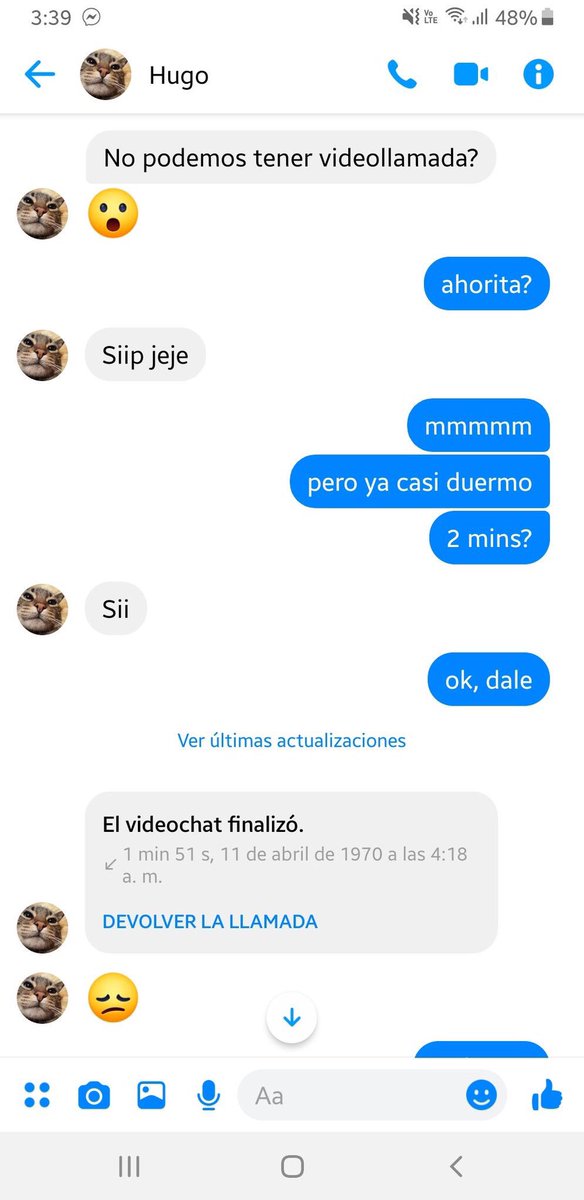 3:39
Vo
LTE
48%
Hugo
No podemos tener videollamada?
ahorita?
Siip jeje
mmmmm
pero ya casi duermo
2 mins?
Sii
ok, dale
Ver últimas actualizaciones
El videochat finalizó.
1 min 51 s, 11 de abril de 1970 a las 4:18
a. m.
DEVOLVER LA LLAMADA
Aa